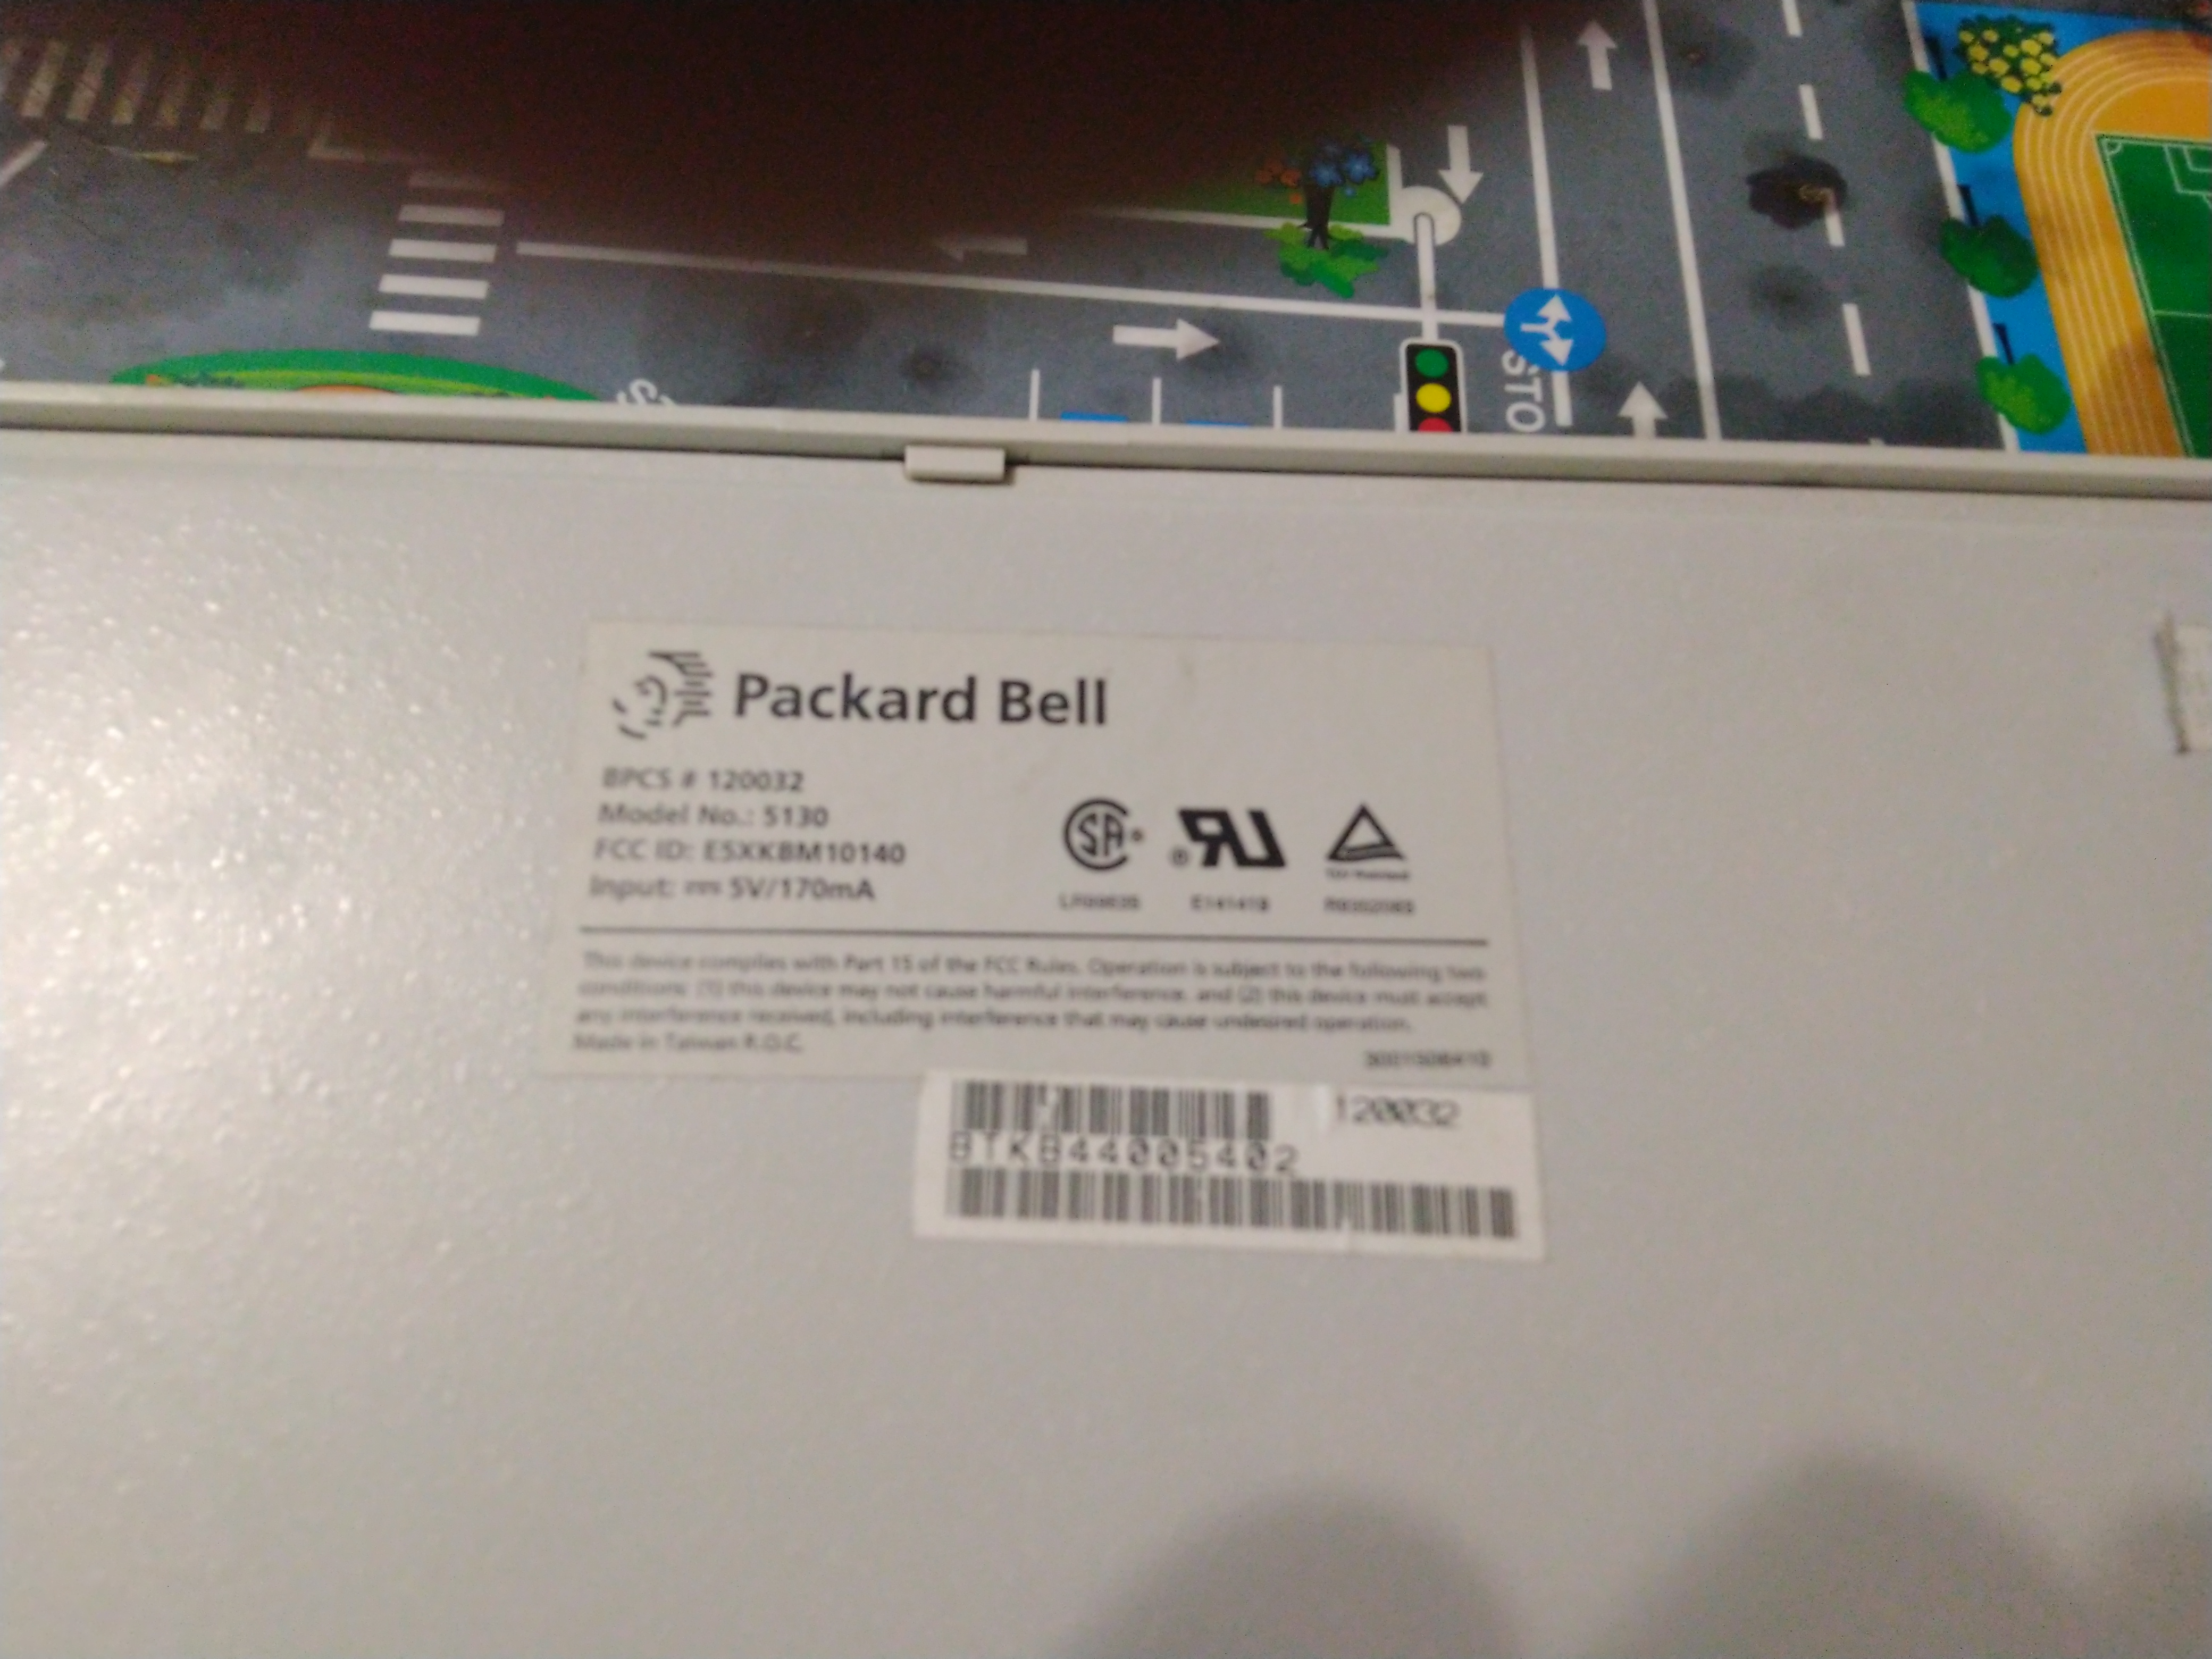 STO
Packard Bell
BPCS # 120032
Model No.: 5130
FCC ID: E5XKBM10140
Input: 5V/170mA
SA
E141419
This device complies with Part 15 of the FCC Rules. Operation is subject to the following two
conditions: (1) this device may not cause harmful interference, and (2) this device must accept
any interference received, including interference that may cause undesired operation.
Made in Taiwan R.O.C.
120032
BTKB44005402